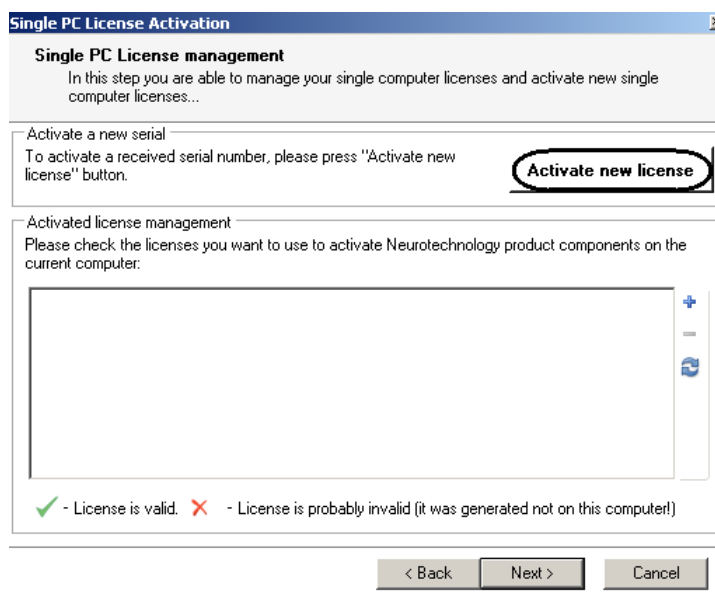 Single PC License Activation
Single PC License management
In this step you are able to manage your single computer licenses and activate new single
computer licenses...
Activate a new serial
To activate a received serial number, please press "Activate new
license" button.
Activate new license
Activated license management
Please check the licenses you want to use to activate Neurotechnology product components on the
current computer:
- License is valid. - License is probably invalid (it was generated not on this computer!)
< Back Next > Cancel